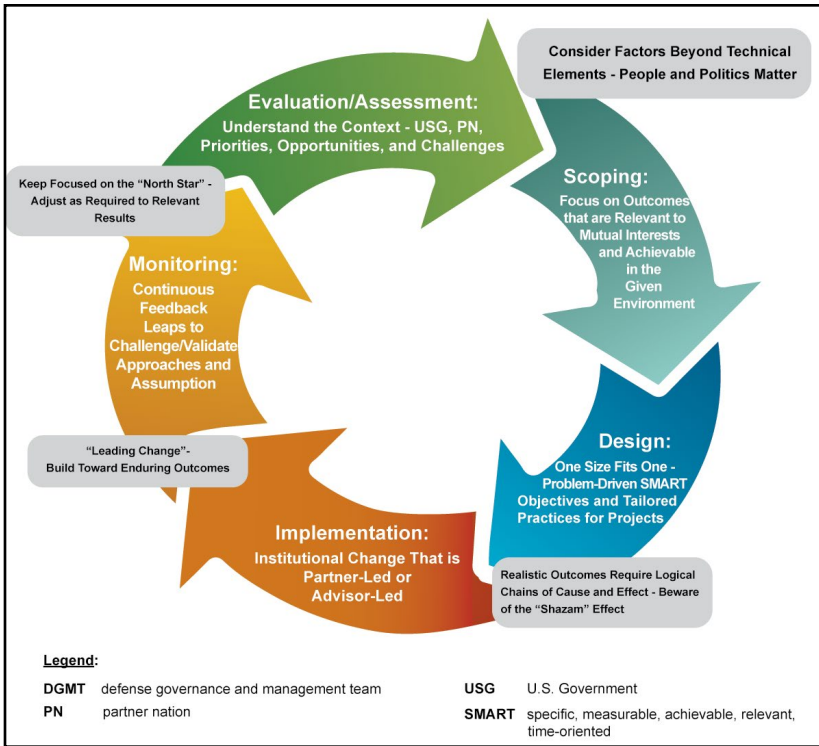 Consider Factors Beyond Technical
Elements - People and Politics Matter
Evaluation/Assessment:
Understand the Context - USG, PN,
Priorities, Opportunities, and Challenges
Keep Focused on the “North Star” -
Adjust as Required to Relevant
Results
Scoping:
Focus on Outcomes
that are Relevant to
Mutual Interests
and Achievable
in the
Given
Environment
Monitoring:
Continuous
Feedback
Leaps to
Challenge/Validate
Approaches and
Assumption
Design:
One Size Fits One -
Problem-Driven SMART
Objectives and Tailored
Practices for Projects
“Leading Change”-
Build Toward Enduring Outcomes
Implementation:
Institutional Change That is
Partner-Led or
Advisor-Led
Realistic Outcomes Require Logical
Chains of Cause and Effect - Beware
of the “Shazam” Effect
Legend:
DGMT defense governance and management team
PN partner nation
USG U.S. Government
SMART specific, measurable, achievable, relevant,
time-oriented